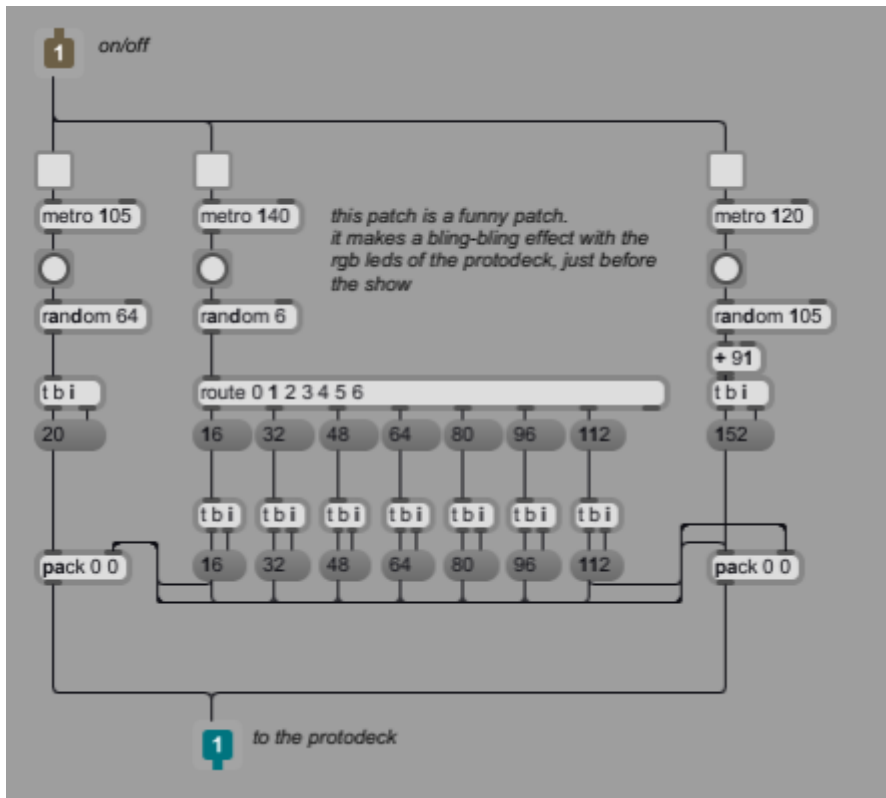 1 on/off
metro 105
metro 140
this patch is a funny patch.
it makes a bling-bling effect with the
rgb leds of the protodeck, just before
the show
metro 120
random 64
random 6
random 105
+ 91
t b i
route 0 1 2 3 4 5 6
t b i
20
16
32
48
64
80
96
112
152
t b i
t b i
t b i
t b i
t b i
t b i
t b i
pack 0 0
16
32
48
64
80
96
112
pack 0 0
1 to the protodeck